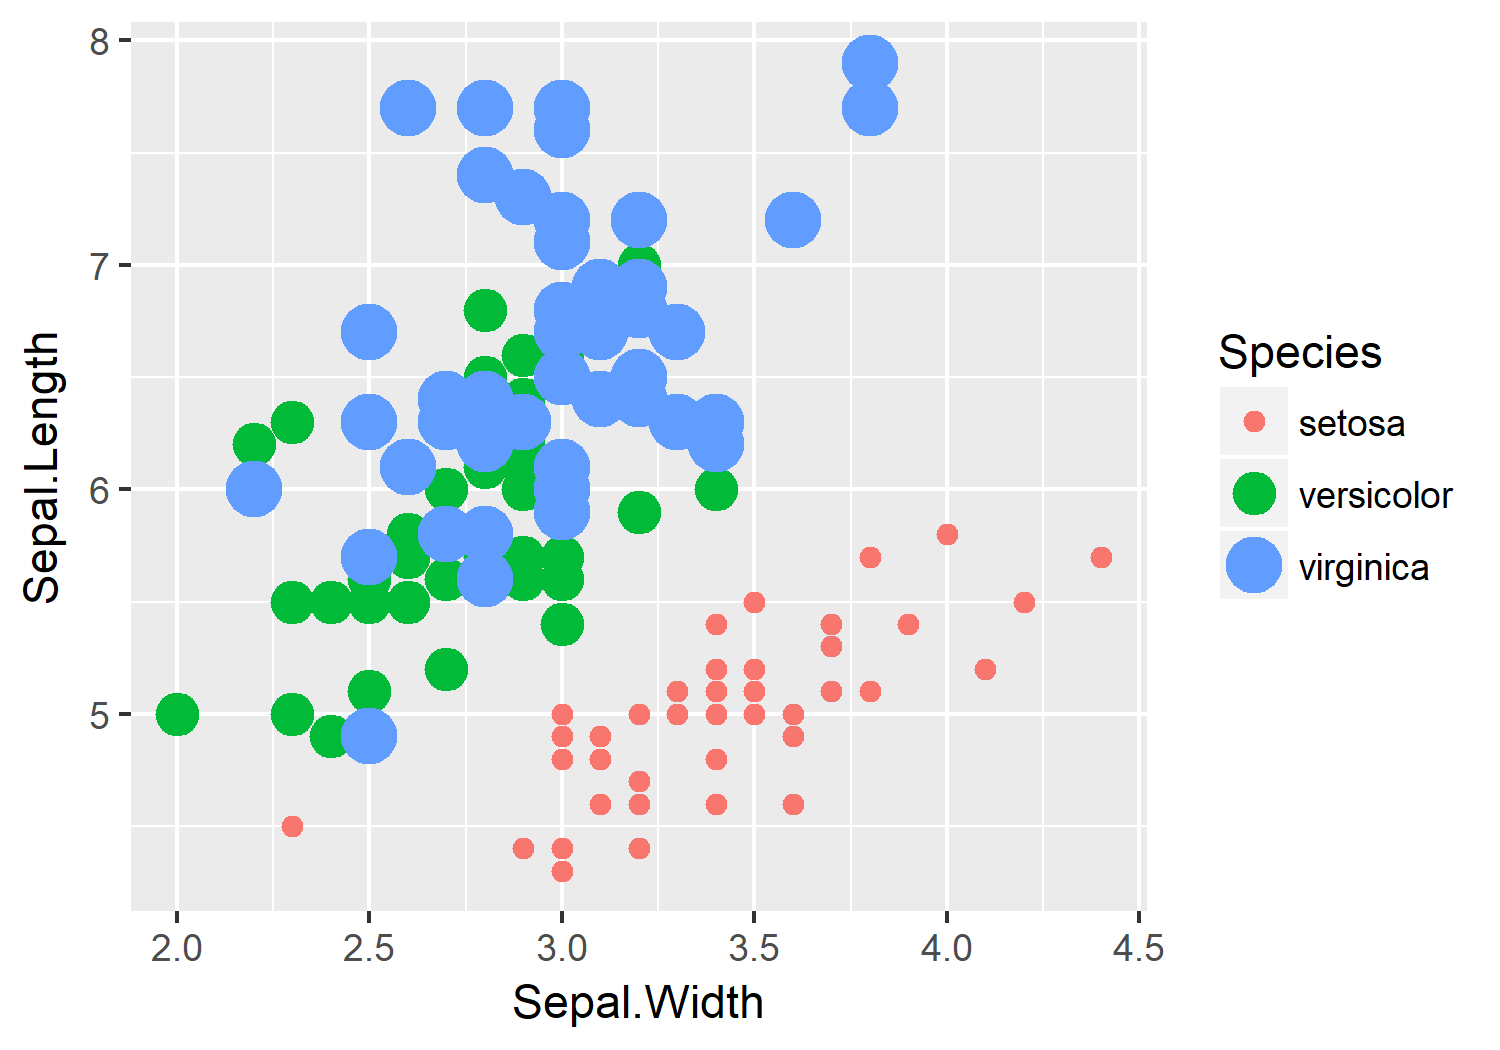 8
7
6
5
Sepal.Length
2.0 2.5 3.0 3.5 4.0 4.5
Sepal.Width
Species
setosa
versicolor
virginica